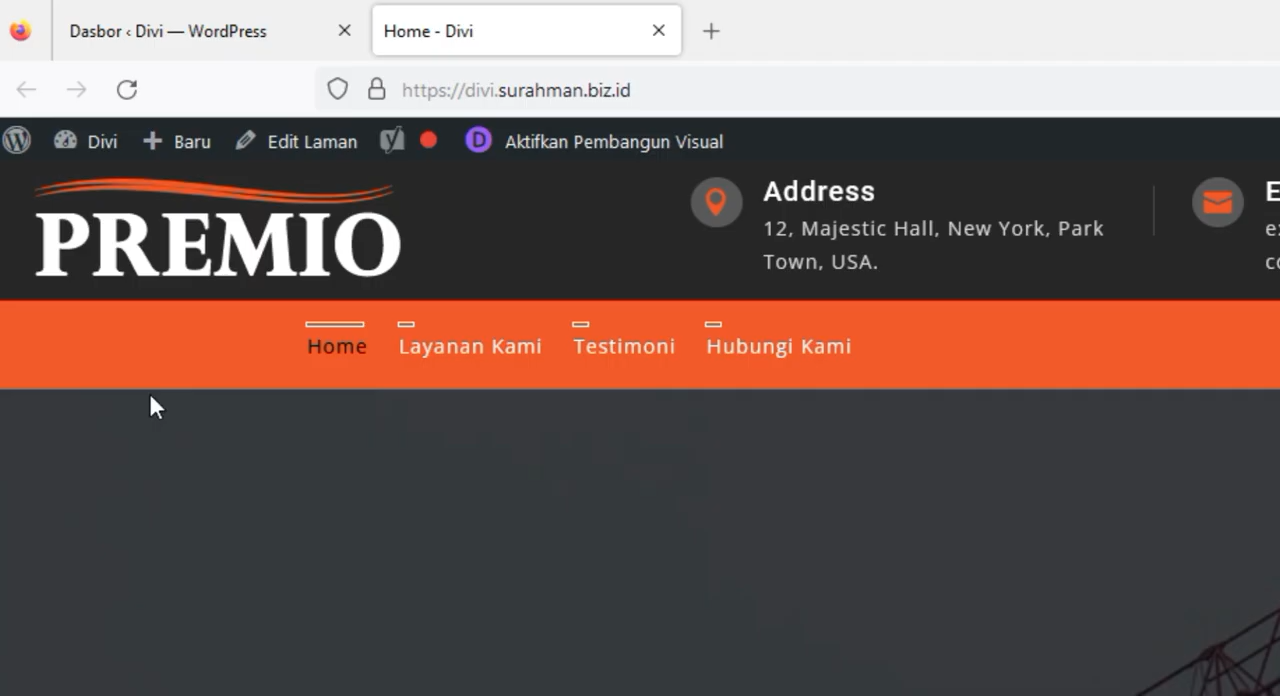 Dasbor ‹ Divi — WordPress
Home - Divi
https://divi.surahman.biz.id
Divi
Baru
Edit Laman
Aktifkan Pembangun Visual
PREMIO
Address
12, Majestic Hall, New York, Park
Town, USA.
Home
Layanan Kami
Testimoni
Hubungi Kami